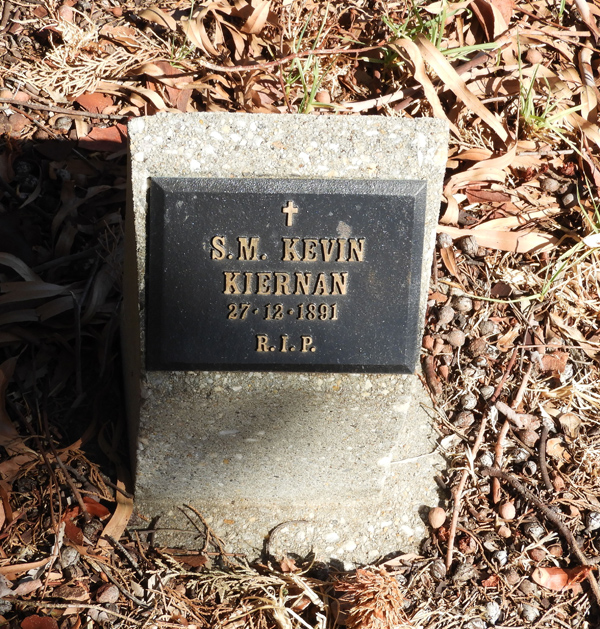 S.M. KEVIN
KIERNAN
27·12·1891
R.I.P.